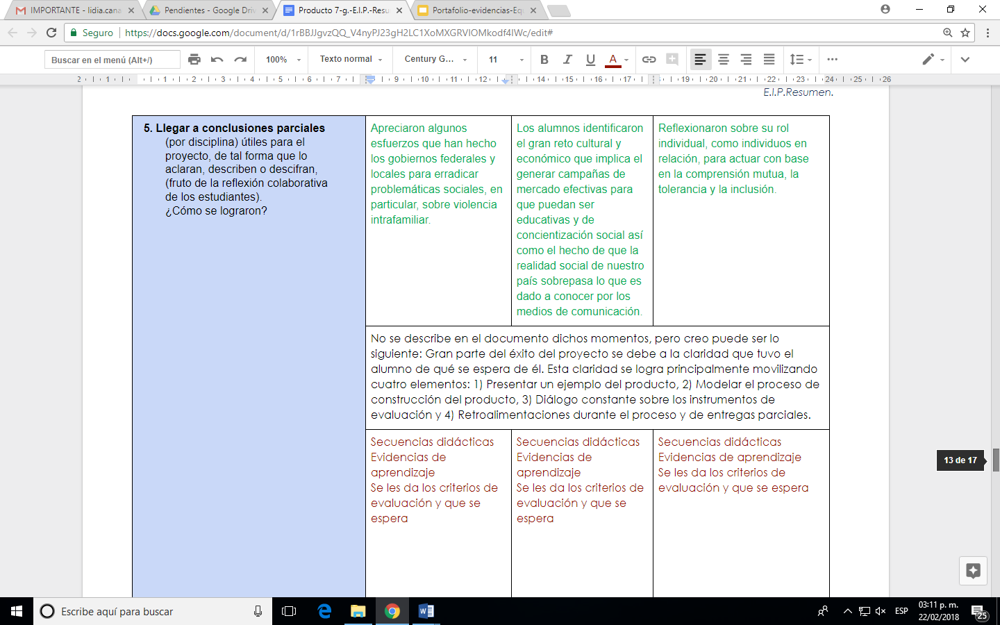 IMPORTANTE - lidia.cana
Pendientes - Google Driv
Producto 7-g.-E.I.P.-Resu
Portafolio-evidencias-Eq
Seguro
https://docs.google.com/document/d/1rBBJJgvzQQ_V4nyPJ23gH2LC1XoMXGRVIOMkodf4IWc/edit#
Buscar en el menú (Alt+/)
100%
Texto normal
Century G...
11
B I U A
2 1 1 2 3 4 5 6 7 9 10 11 12 14 15 16 17 19 20 21 22 23 24 25 26
E.I.P.Resumen.
5. Llegar a conclusiones parciales
(por disciplina) útiles para el
proyecto, de tal forma que lo
aclaran, describen o descifran,
(fruto de la reflexión colaborativa
de los estudiantes).
¿Cómo se lograron?
Apreciaron algunos
esfuerzos que han hecho
los gobiernos federales y
locales para erradicar
problemáticas sociales, en
particular, sobre violencia
intrafamiliar.
Los alumnos identificaron
el gran reto cultural y
económico que implica el
generar campañas de
mercado efectivas para
que puedan ser
educativas y de
concientización social así
como el hecho de que la
realidad social de nuestro
país sobrepasa lo que es
dado a conocer por los
medios de comunicación.
Reflexionaron sobre su rol
individual, como individuos en
relación, para actuar con base
en la comprensión mutua, la
tolerancia y la inclusión.
No se describe en el documento dichos momentos, pero creo puede ser lo
siguiente: Gran parte del éxito del proyecto se debe a la claridad que tuvo el
alumno de qué se espera de él. Esta claridad se logra principalmente movilizando
cuatro elementos: 1) Presentar un ejemplo del producto, 2) Modelar el proceso de
construcción del producto, 3) Diálogo constante sobre los instrumentos de
evaluación y 4) Retroalimentaciones durante el proceso y de entregas parciales.
Secuencias didácticas
Evidencias de
aprendizaje
Se les da los criterios de
evaluación y que se
espera
Secuencias didácticas
Evidencias de
aprendizaje
Se les da los criterios de
evaluación y que se
espera
Secuencias didácticas
Evidencias de aprendizaje
Se les da los criterios de
evaluación y que se espera
13 de 17
Escribe aquí para buscar
ESP
03:11 p. m.
22/02/2018
25